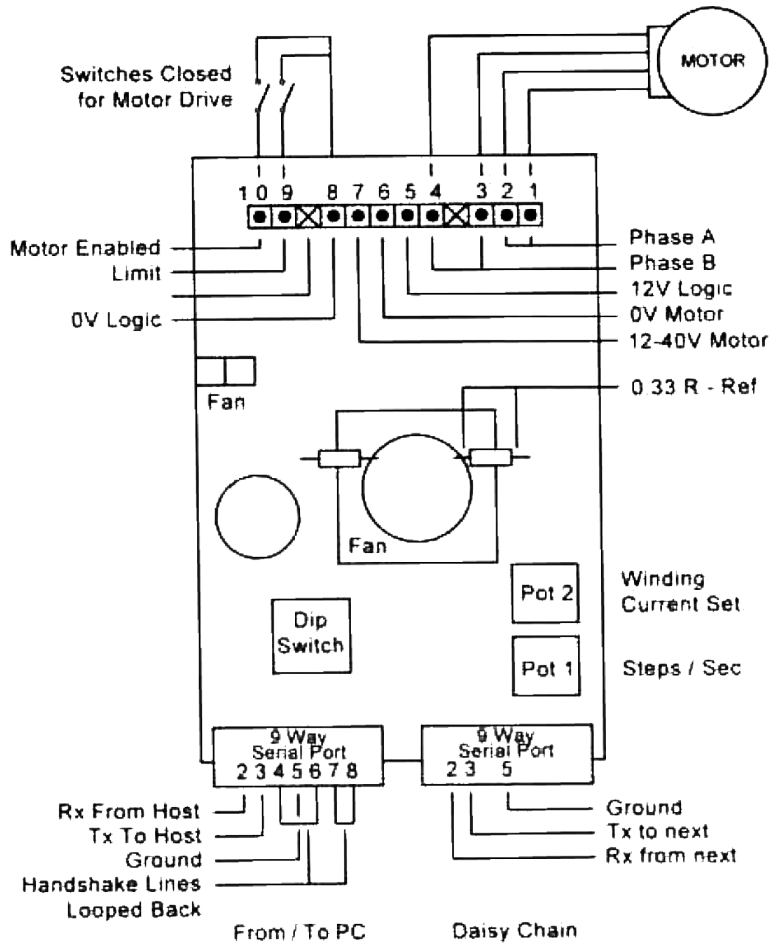 MOTOR
Switches Closed
for Motor Drive
10 9 8 7 6 5 4 3 2 1
Motor Enabled
Limit
0V Logic
Phase A
Phase B
12V Logic
0V Motor
12-40V Motor
Fan
0.33 R - Ref
Fan
Pot 2
Winding
Current Set
Dip
Switch
Pot 1
Steps / Sec
9 Way
Serial Port
2 3 4 5 6 7 8
9 Way
Serial Port
2 3 5
Rx From Host
Tx To Host
Ground
Handshake Lines
Looped Back
Ground
Tx to next
Rx from next
From / To PC
Daisy Chain